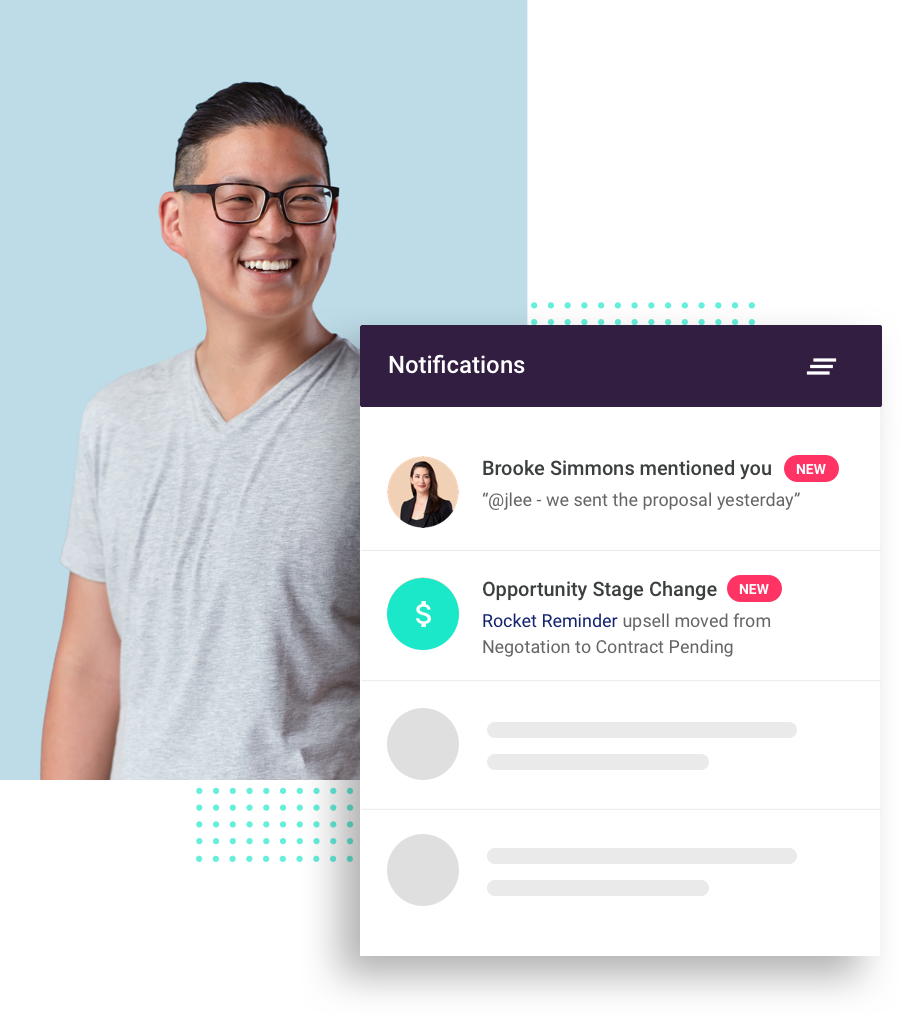 Notifications
Brooke Simmons mentioned you NEW
“@jlee - we sent the proposal yesterday”
$
Opportunity Stage Change NEW
Rocket Reminder upsell moved from
Negotation to Contract Pending